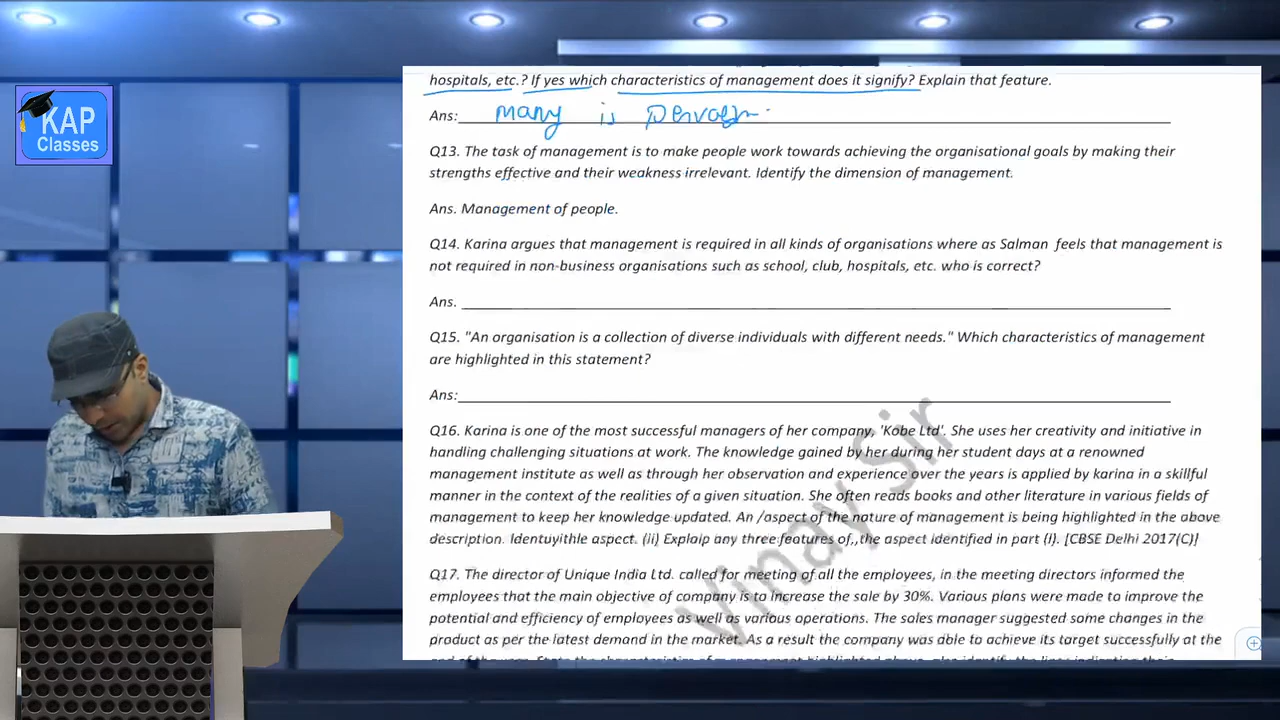 KAP
Classes
hospitals, etc.? If yes which characteristics of management does it signify? Explain that feature.
Ans: many is pervasm
Q13. The task of management is to make people work towards achieving the organisational goals by making their
strengths effective and their weakness irrelevant. Identify the dimension of management.
Ans. Management of people.
Q14. Karina argues that management is required in all kinds of organisations where as Salman feels that management is
not required in non-business organisations such as school, club, hospitals, etc. who is correct?
Ans.
Q15. "An organisation is a collection of diverse individuals with different needs." Which characteristics of management
are highlighted in this statement?
Ans:
Q16. Karina is one of the most successful managers of her company, 'Kobe Ltd'. She uses her creativity and initiative in
handling challenging situations at work. The knowledge gained by her during her student days at a renowned
management institute as well as through her observation and experience over the years is applied by karina in a skillful
manner in the context of the realities of a given situation. She often reads books and other literature in various fields of
management to keep her knowledge updated. An /aspect of the nature of management is being highlighted in the above
description. Identuyithle aspect. (li) Exploip any three features of,,the aspect identified in part (I). [CBSE Delhi 2017(C)}
Q17. The director of Unique India Ltd. called for meeting of all the employees, in the meeting directors informed the
employees that the main objective of company is to increase the sale by 30%. Various plans were made to improve the
potential and efficiency of employees as well as various operations. The sales manager suggested some changes in the
product as per the latest demand in the market. As a result the company was able to achieve its target successfully at the
Vinay Sir